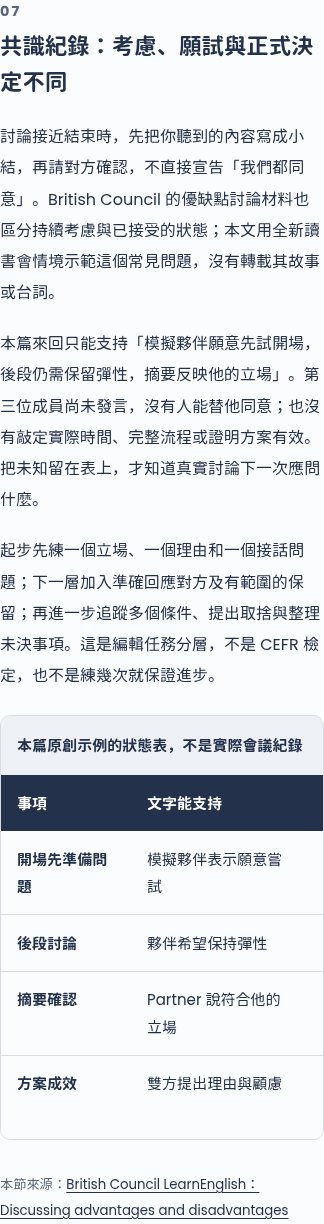 07
共識紀錄：考慮、願試與正式決
定不同
討論接近結束時，先把你聽到的內容寫成小
結，再請對方確認，不直接宣告「我們都同
意」。British Council 的優缺點討論材料也
區分持續考慮與已接受的狀態；本文用全新讀
書會情境示範這個常見問題，沒有轉載其故事
或台詞。
本篇來回只能支持「模擬夥伴願意先試開場，
後段仍需保留彈性，摘要反映他的立場」。第
三位成員尚未發言，沒有人能替他同意；也沒
有敲定實際時間、完整流程或證明方案有效。
把未知留在表上，才知道真實討論下一次應問
什麼。
起步先練一個立場、一個理由和一個接話問
題；下一層加入準確回應對方及有範圍的保
留；再進一步追蹤多個條件、提出取捨與整理
未決事項。這是編輯任務分層，不是 CEFR 檢
定，也不是練幾次就保證進步。
本篇原創示例的狀態表，不是實際會議紀錄
事項 文字能支持
開場先準備問 模擬夥伴表示願意嘗
題 試
後段討論 夥伴希望保持彈性
摘要確認 Partner 說符合他的
立場
方案成效 雙方提出理由與顧慮
本節來源：British Council LearnEnglish：
Discussing advantages and disadvantages